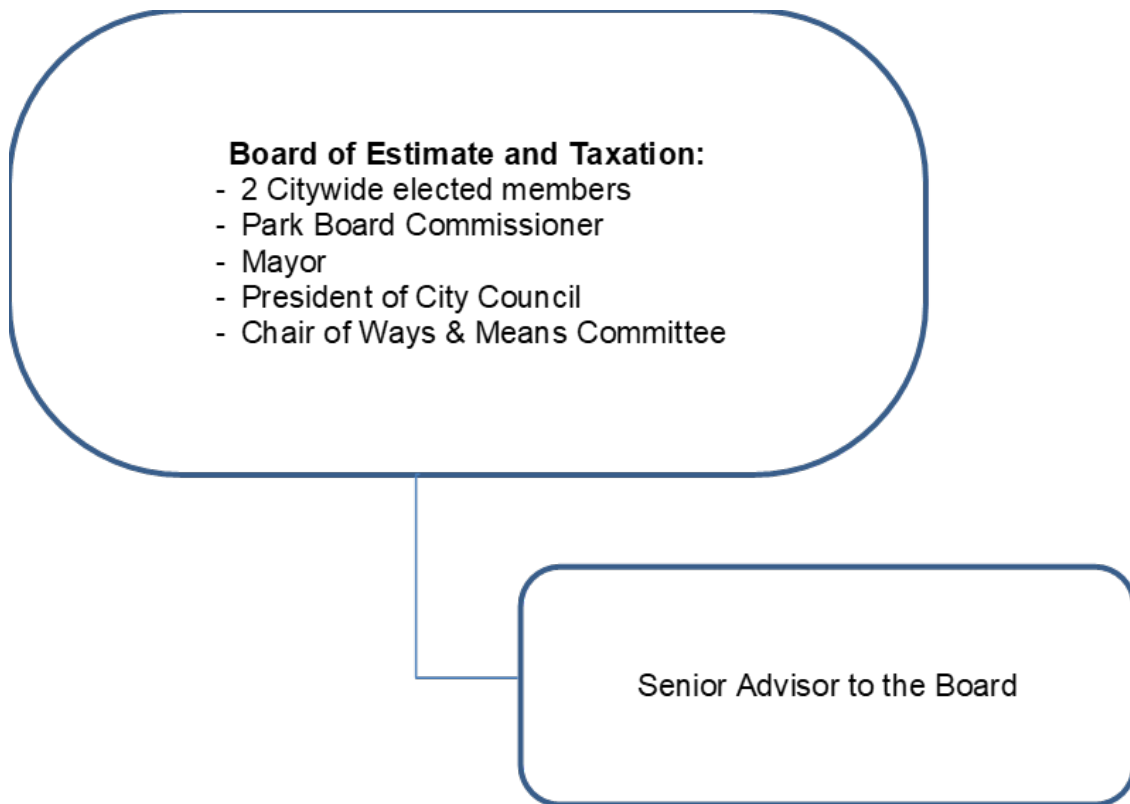 Board of Estimate and Taxation:
- 2 Citywide elected members
- Park Board Commissioner
- Mayor
- President of City Council
- Chair of Ways & Means Committee
Senior Advisor to the Board